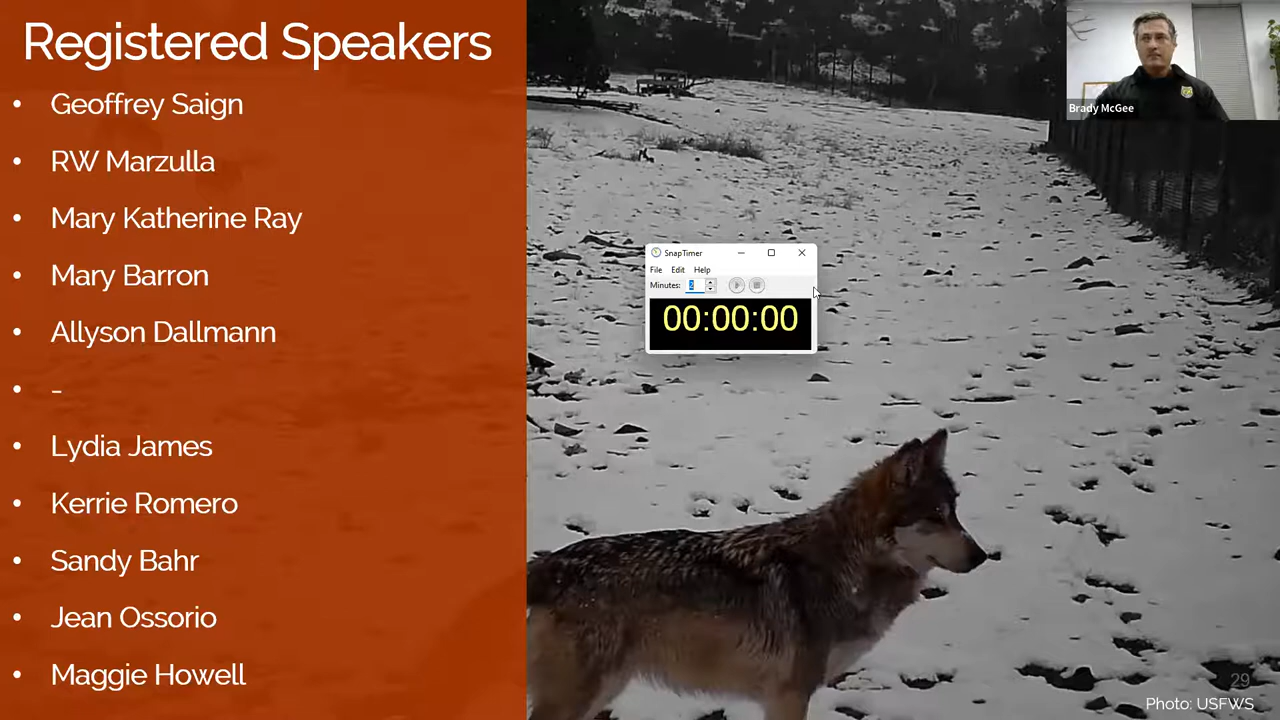 Registered Speakers
• Geoffrey Saign
• RW Marzulla
• Mary Katherine Ray
• Mary Barron
• Allyson Dallmann
• -
• Lydia James
• Kerrie Romero
• Sandy Bahr
• Jean Ossorio
• Maggie Howell
Brady McGee
SnapTimer
File Edit Help
Minutes: 2
00:00:00
29
Photo: USFWS